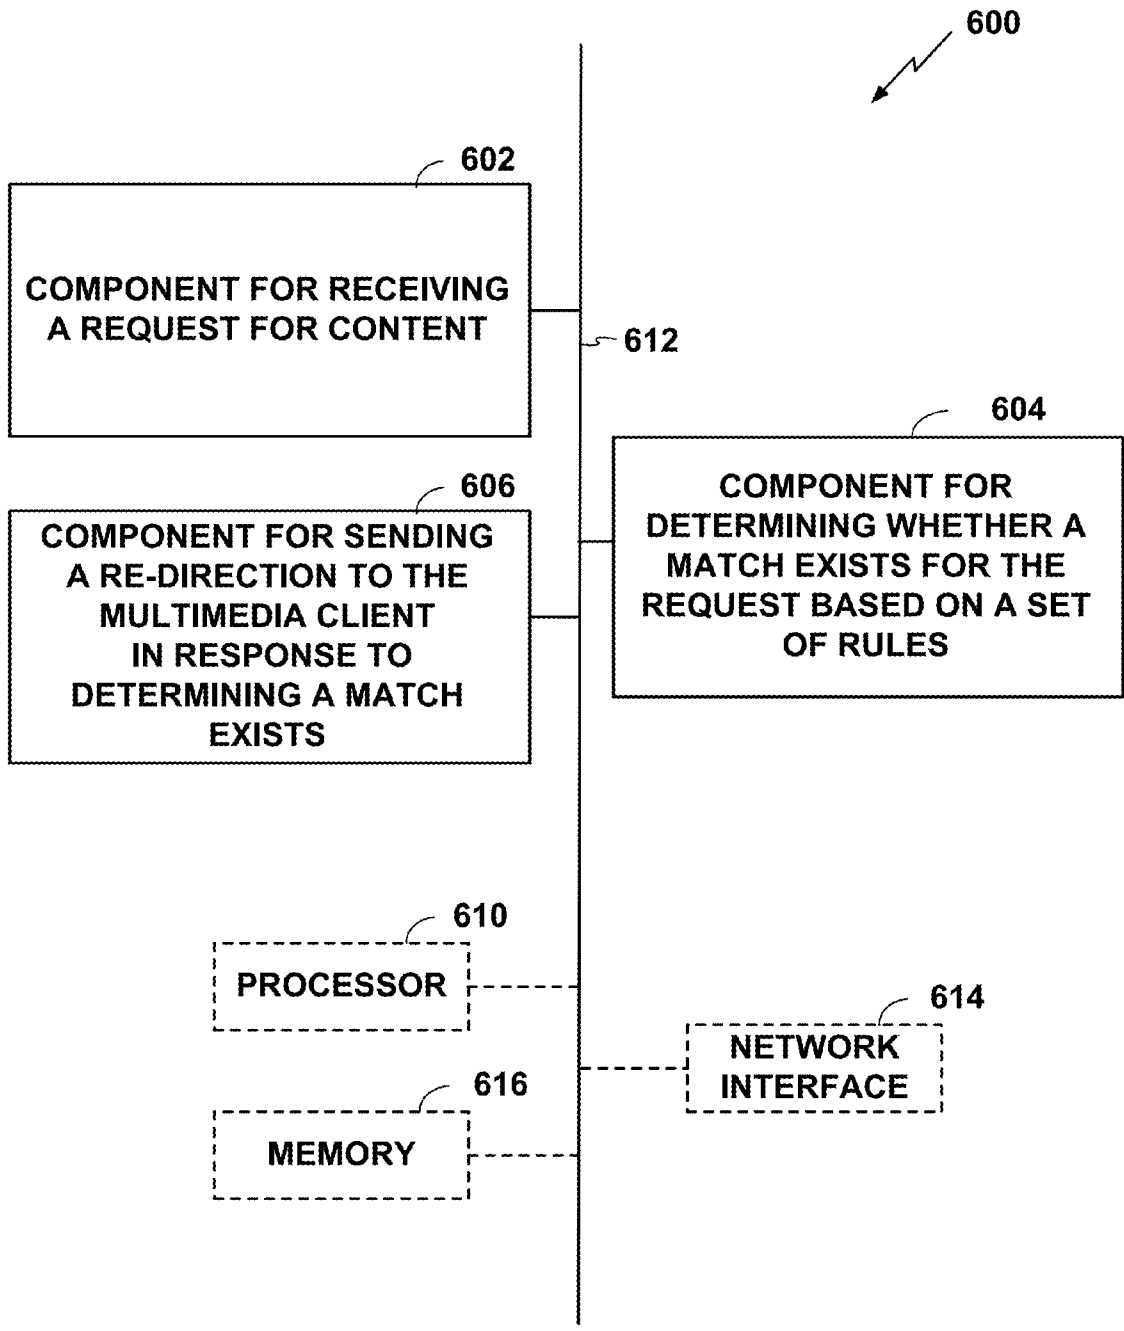 600
602
COMPONENT FOR RECEIVING
A REQUEST FOR CONTENT
612
604
COMPONENT FOR
DETERMINING WHETHER A
MATCH EXISTS FOR THE
REQUEST BASED ON A SET
OF RULES
606
COMPONENT FOR SENDING
A RE-DIRECTION TO THE
MULTIMEDIA CLIENT
IN RESPONSE TO
DETERMINING A MATCH
EXISTS
610
PROCESSOR
614
NETWORK
INTERFACE
616
MEMORY